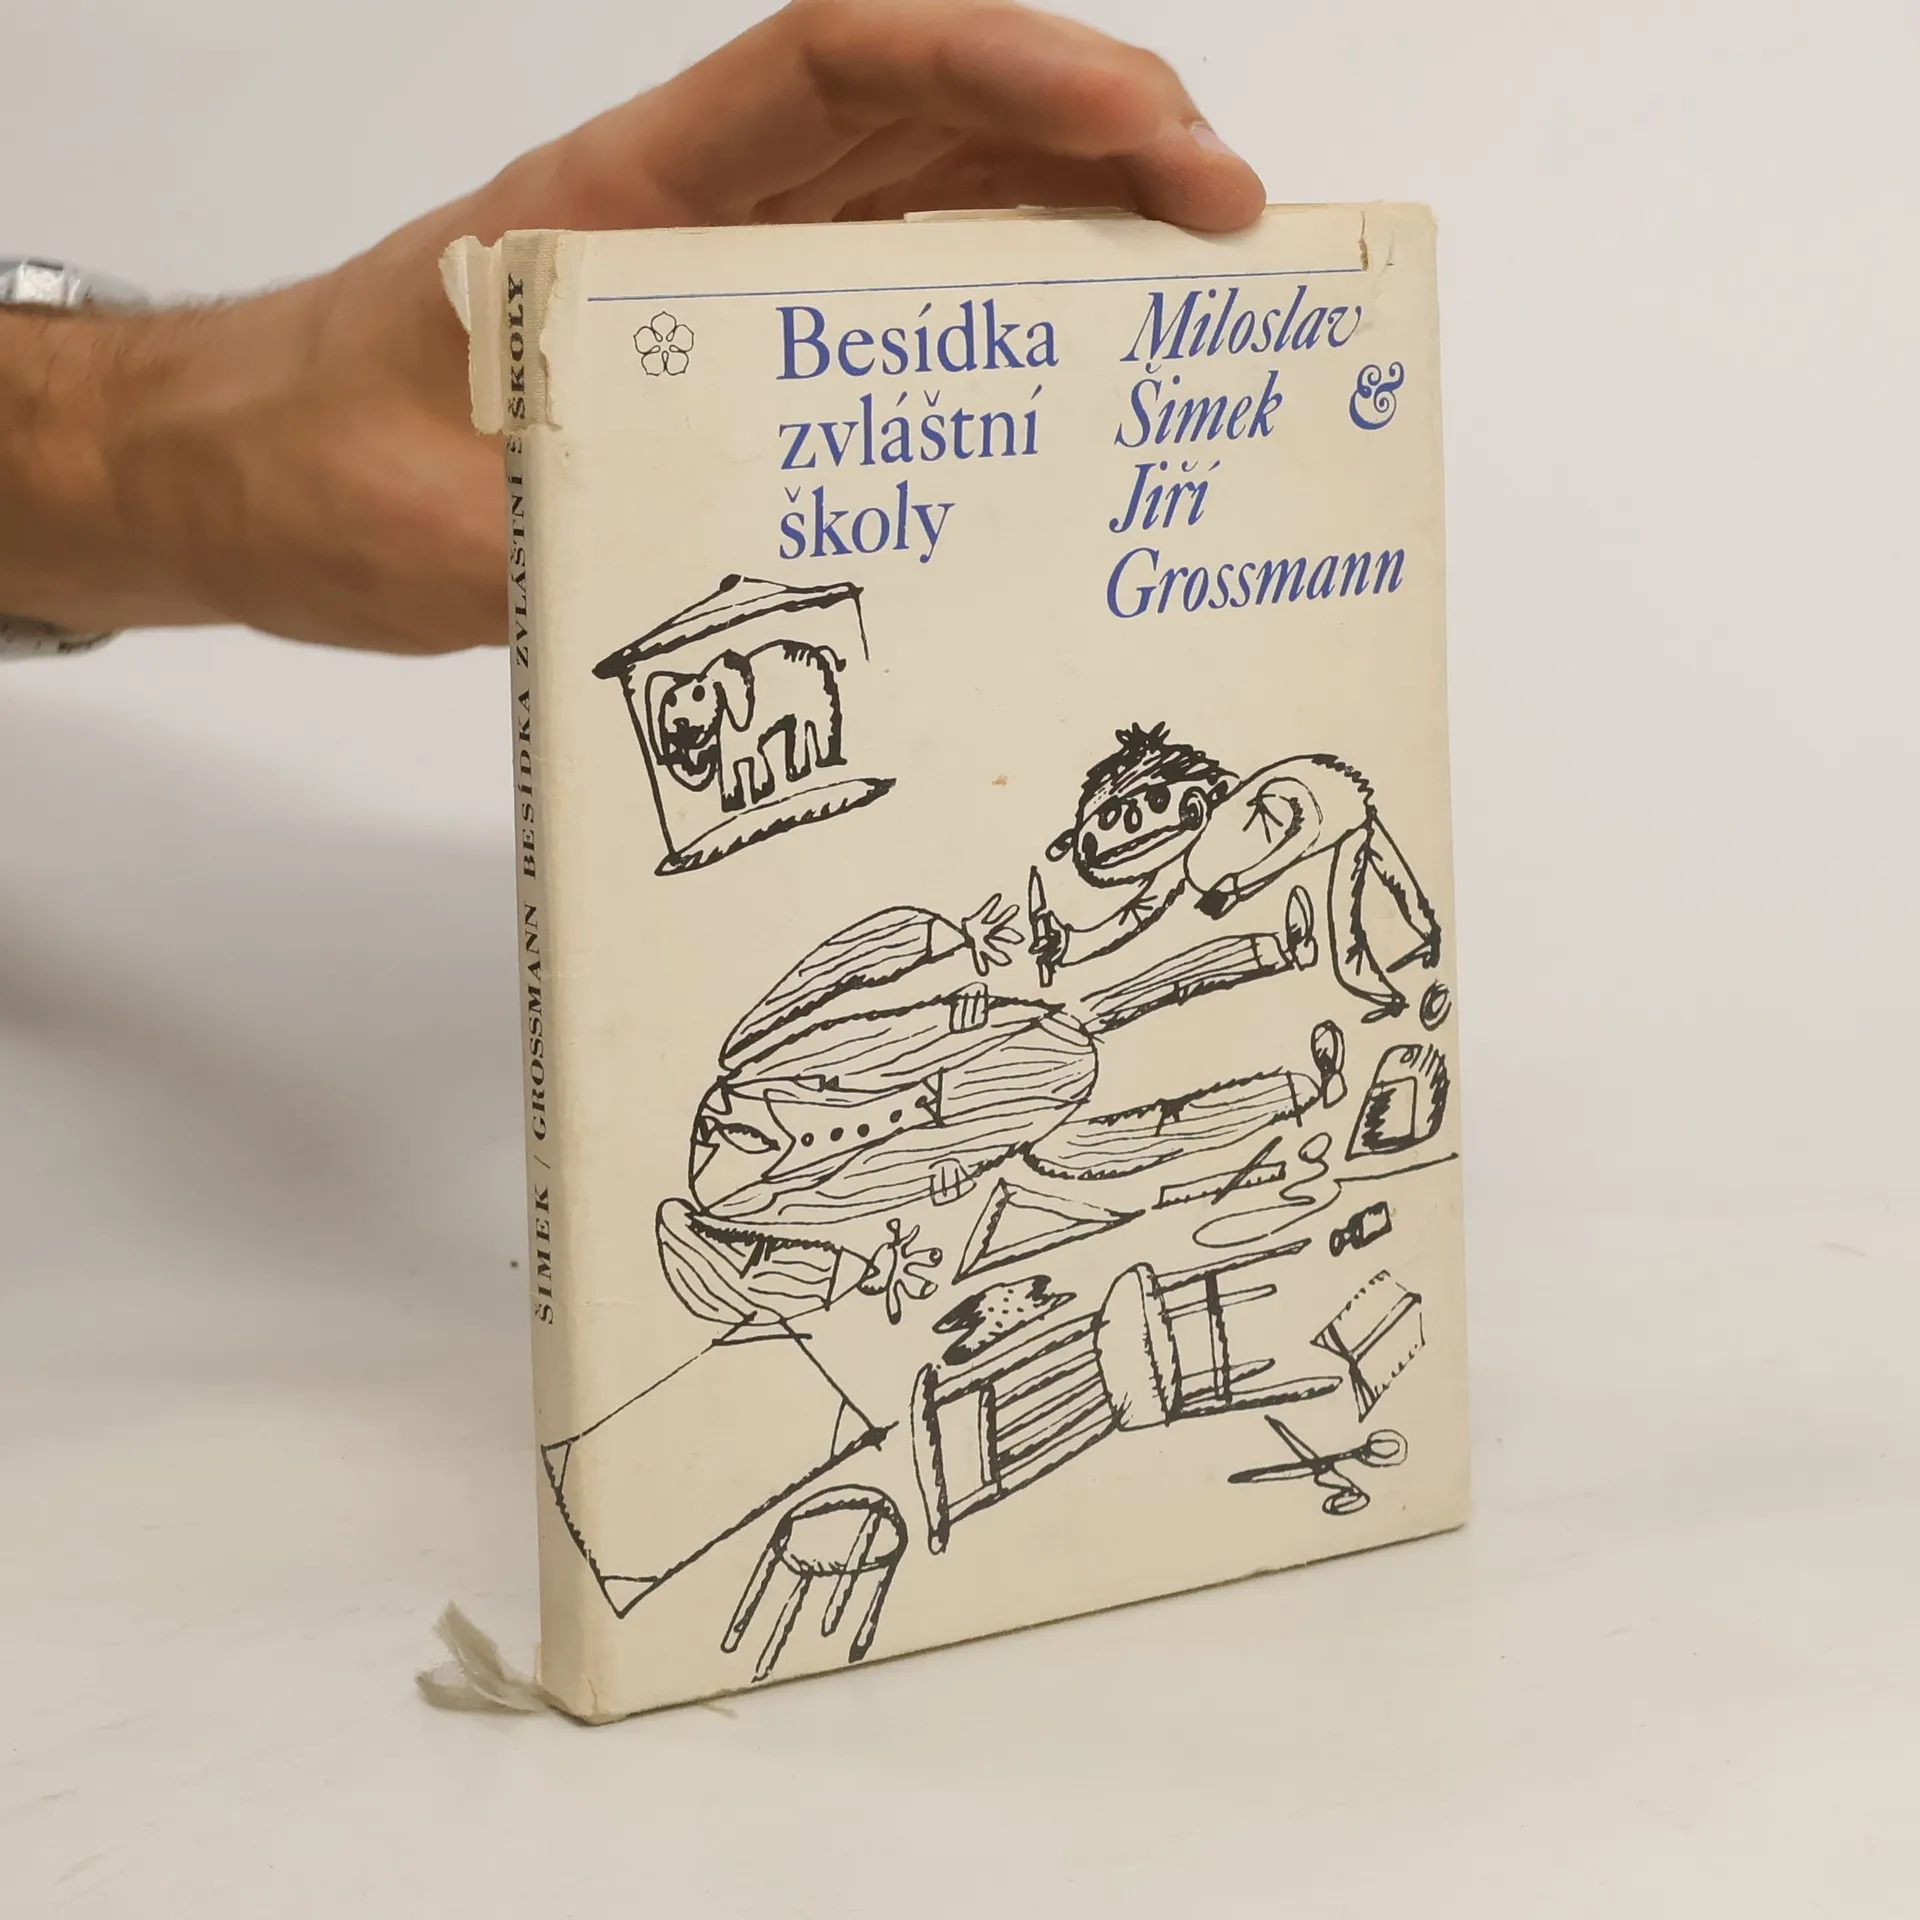 Besídka
zvláštní
školy
Miloslav
Šimek &
Jiří
Grossmann
ŠIMEK / GROSSMANN BESÍDKA ZVLÁŠTNÍ ŠKOLY